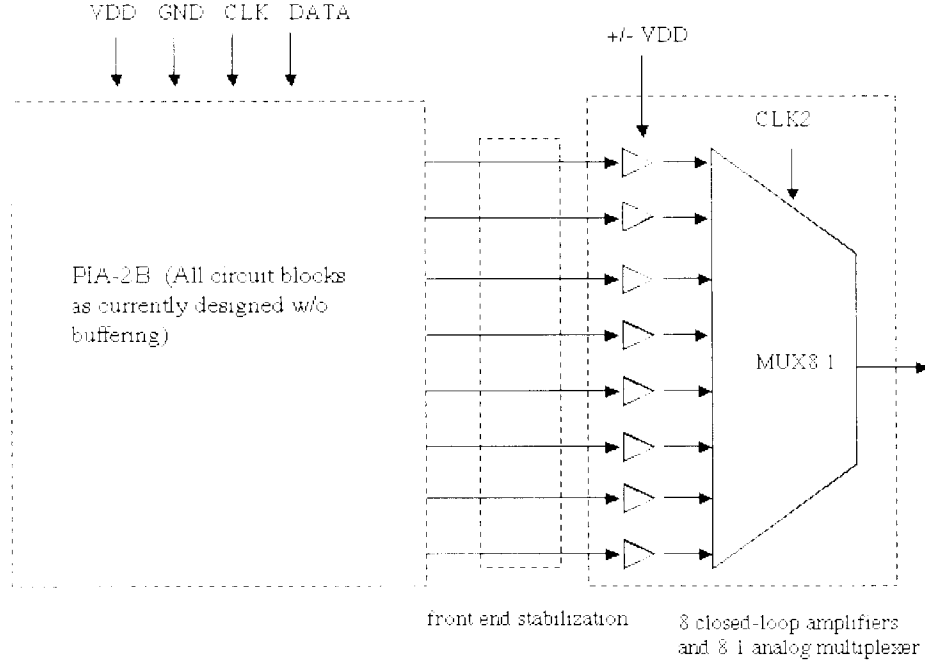 VDD GND CLK DATA
+/- VDD
CLK2
PIA-2B (All circuit blocks
as currently designed w/o
buffering)
MUX8 1
front end stabilization
8 closed-loop amplifiers
and 8 1 analog multiplexer